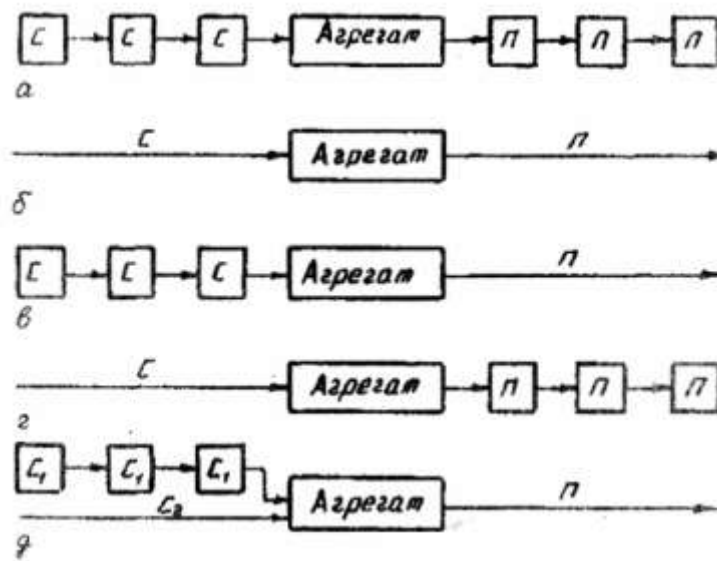 С С С Агрегат П П П
а
С Агрегат П
б
С С С Агрегат П
в
С Агрегат П П П
г
С₁ С₁ С₁
С₂ Агрегат П
д